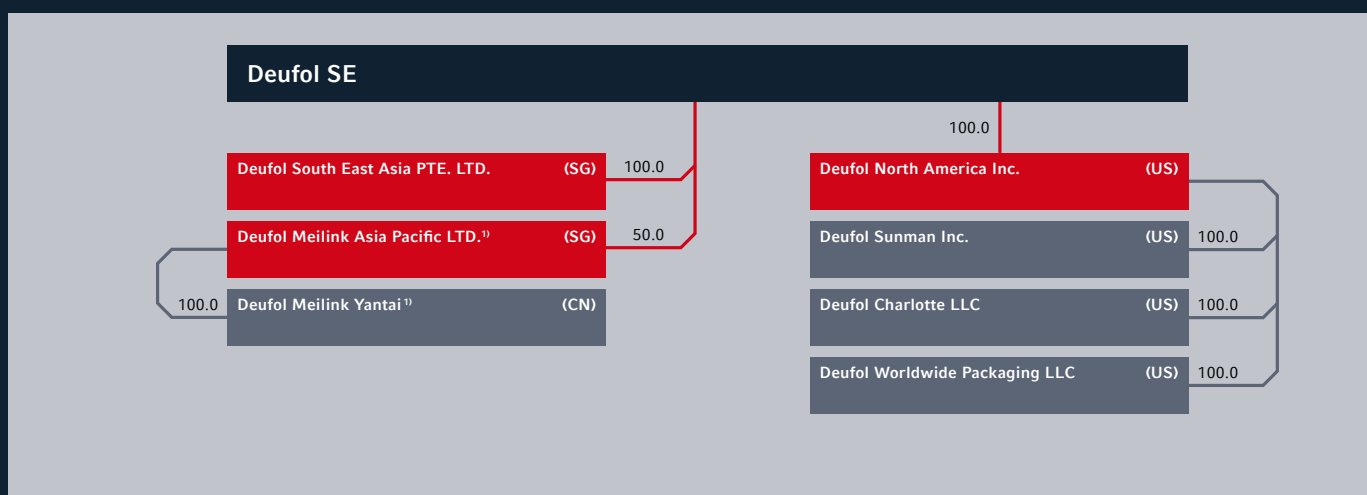 Deufol SE
100.0
Deufol South East Asia PTE. LTD. (SG) 100.0
Deufol Meilink Asia Pacific LTD.¹⁾ (SG) 50.0
100.0 Deufol Meilink Yantai ¹⁾ (CN)
Deufol North America Inc. (US)
Deufol Sunman Inc. (US) 100.0
Deufol Charlotte LLC (US) 100.0
Deufol Worldwide Packaging LLC (US) 100.0